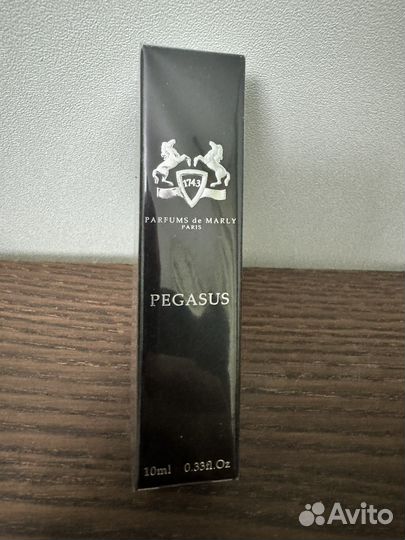 1743
PARFUMS de MARLY
PARIS
PEGASUS
10ml 0.33fl.Oz
Avito